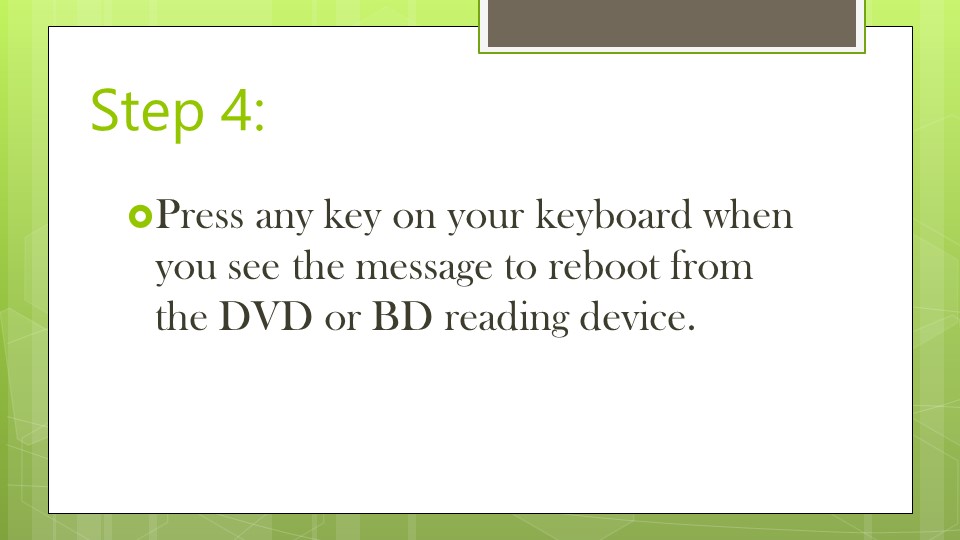 Step 4:
Press any key on your keyboard when
you see the message to reboot from
the DVD or BD reading device.